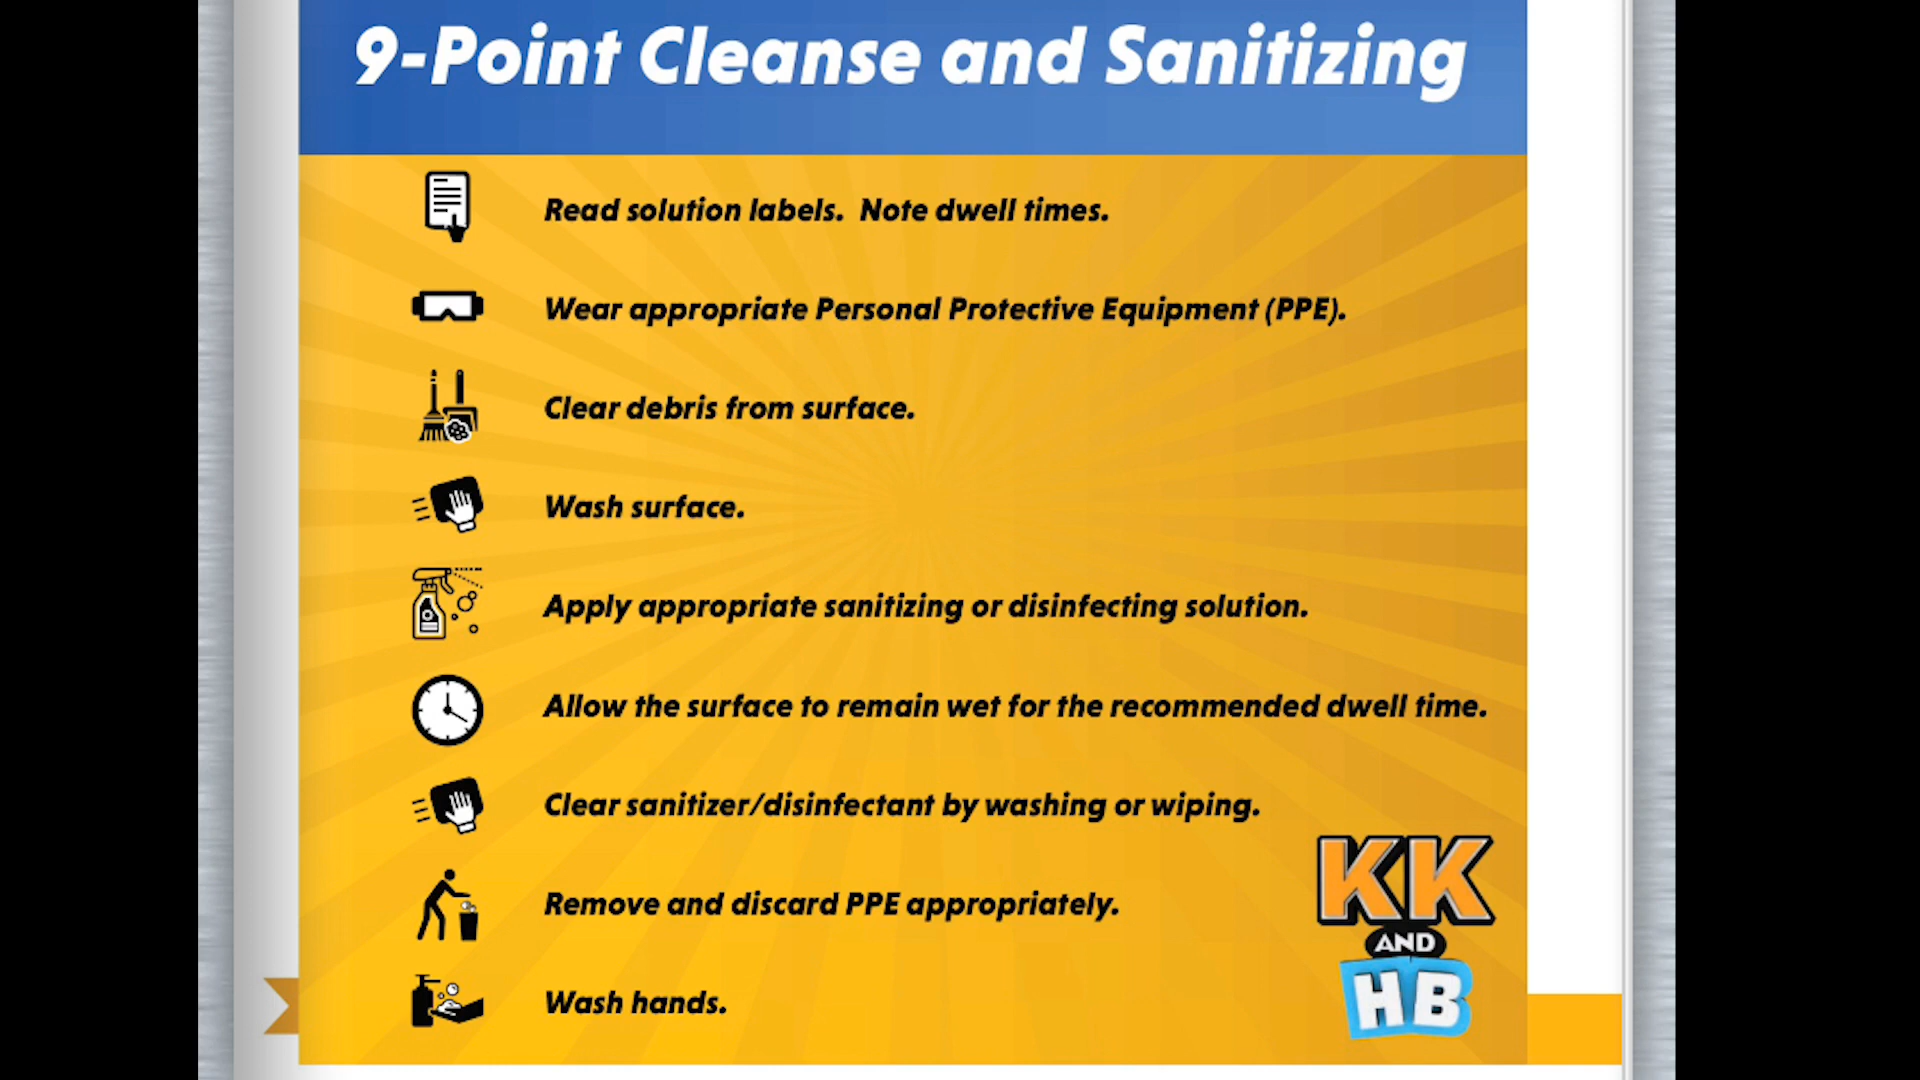 9-Point Cleanse and Sanitizing
Read solution labels.  Note dwell times.
Wear appropriate Personal Protective Equipment (PPE).
Clear debris from surface.
Wash surface.
Apply appropriate sanitizing or disinfecting solution.
Allow the surface to remain wet for the recommended dwell time.
Clear sanitizer/disinfectant by washing or wiping.
Remove and discard PPE appropriately.
Wash hands.
KK
AND
HB